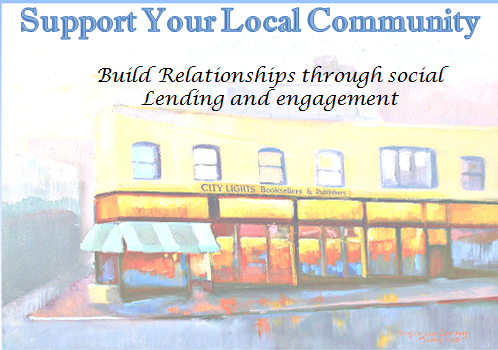 Support Your Local Community
Build Relationships through social
Lending and engagement
CITY LIGHTS Booksellers & Publishers